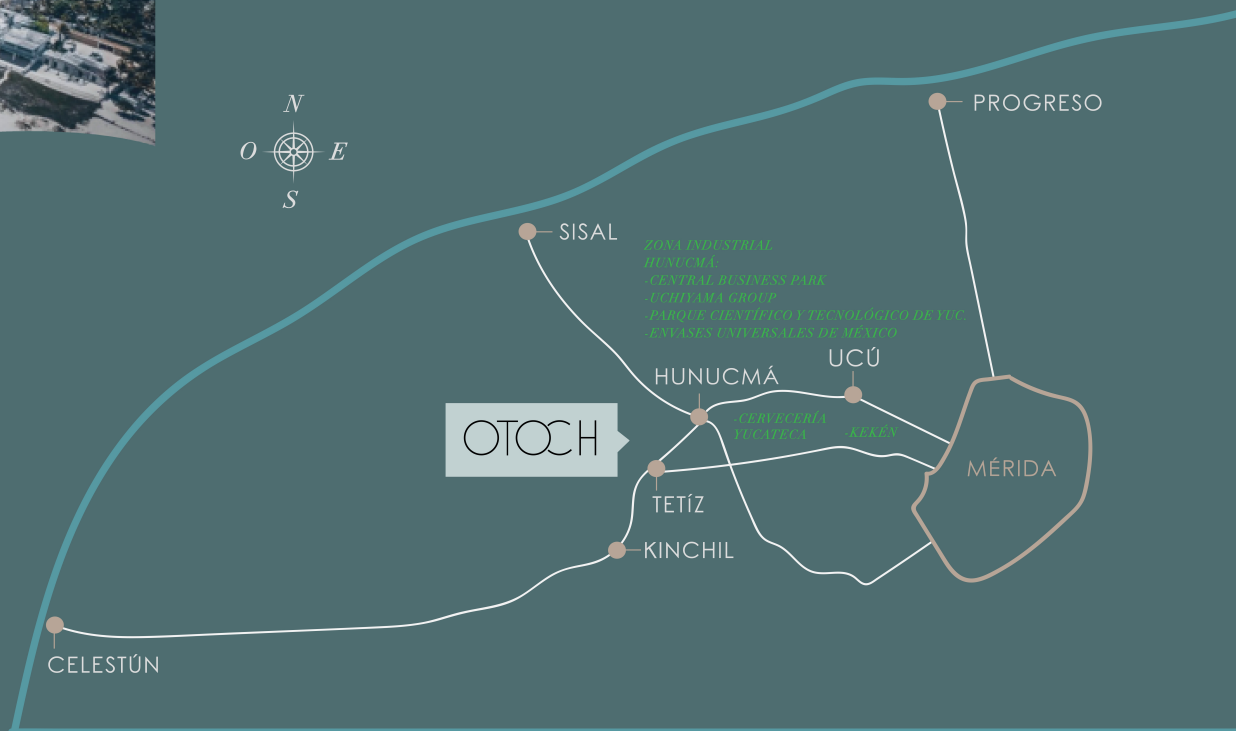 N
O E
S
PROGRESO
SISAL
ZONA INDUSTRIAL
HUNUCMÁ:
-CENTRAL BUSINESS PARK
-UCHIYAMA GROUP
-PARQUE CIENTÍFICO Y TECNOLÓGICO DE YUC.
-ENVASES UNIVERSALES DE MÉXICO
UCÚ
HUNUCMÁ
-CERVECERÍA
YUCATECA
-KEKÉN
OTOCH
MÉRIDA
TETÍZ
KINCHIL
CELESTÚN